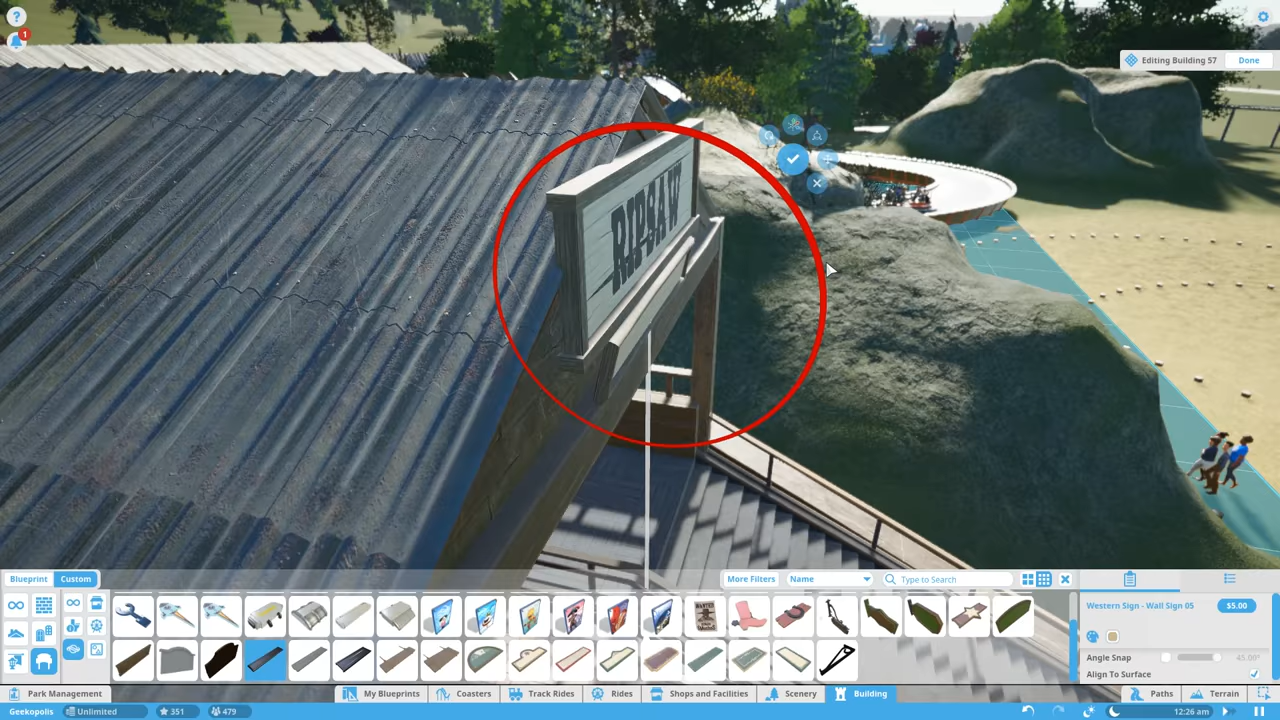 1
Editing Building 57
Done
RIPSAW
Blueprint
Custom
More Filters
Name
Type to Search
WANTED
Western Sign - Wall Sign 05
$5.00
Angle Snap
45.00°
Align To Surface
Park Management
My Blueprints
Coasters
Track Rides
Rides
Shops and Facilities
Scenery
Building
Paths
Terrain
Geekopolis
Unlimited
351
479
12:26 am